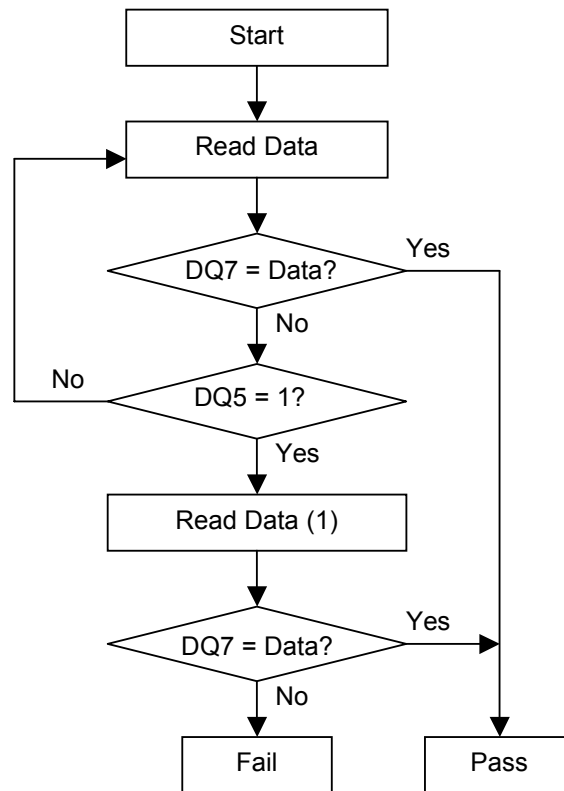 Start
Read Data
Yes
DQ7 = Data?
No
No
DQ5 = 1?
Yes
Read Data (1)
Yes
DQ7 = Data?
No
Fail
Pass